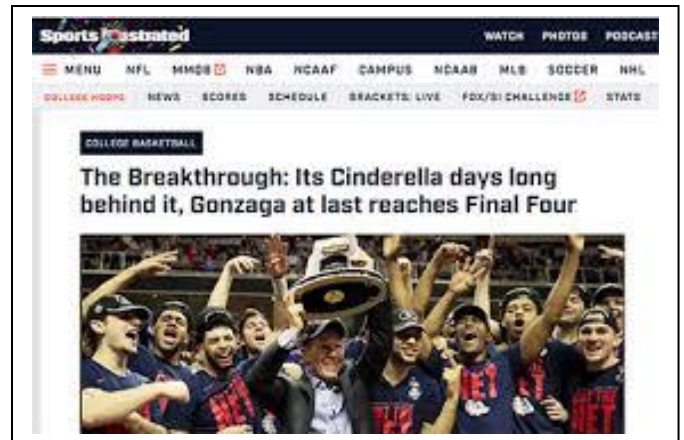 Sports Illustrated
WATCH PHOTOS PODCAST
MENU NFL MMQB NBA NCAAF CAMPUS NCAAB MLB SOCCER NHL
COLLEGE HOOPS NEWS SCORES SCHEDULE BRACKETS: LIVE FOX/SI CHALLENGE STATS
COLLEGE BASKETBALL
The Breakthrough: Its Cinderella days long
behind it, Gonzaga at last reaches Final Four
NET
THE
NET